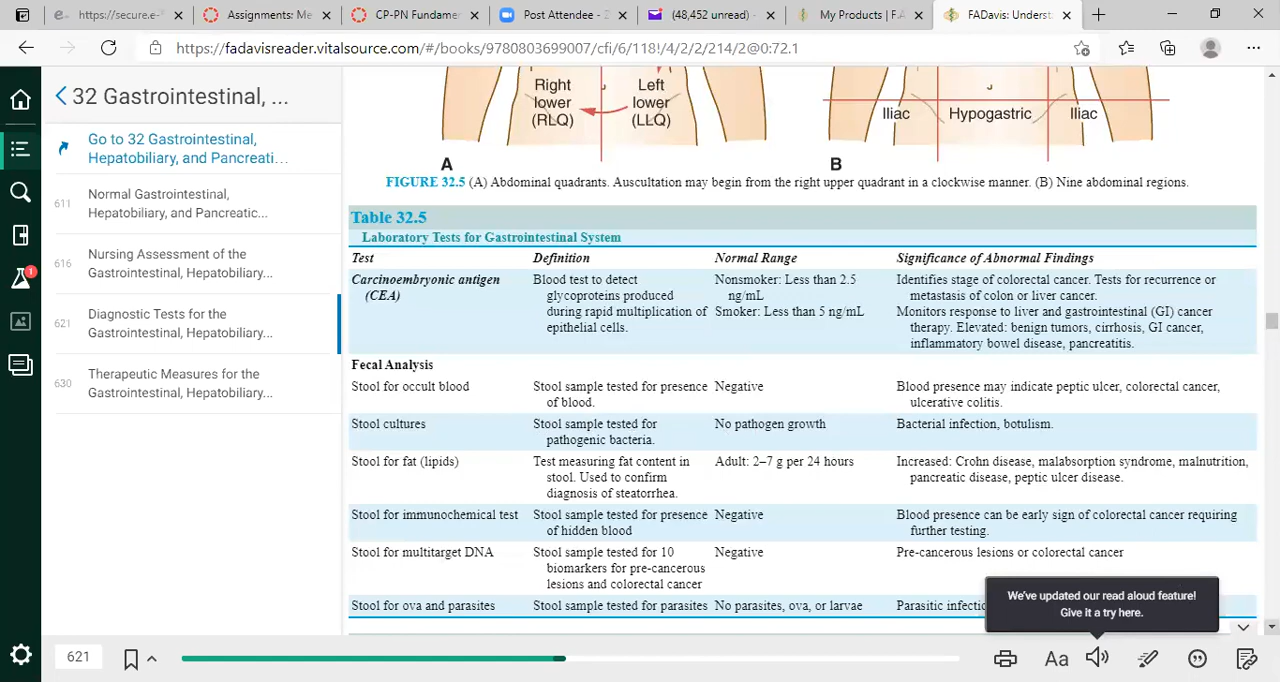 https://secure.e-
Assignments: Me
CP-PN Fundame
Post Attendee - Z
(48,452 unread) -
My Products | F.A
FADavis: Underst
https://fadavisreader.vitalsource.com/#/books/9780803699007/cfi/6/118!/4/2/2/214/2@0:72.1
32 Gastrointestinal, ...
Go to 32 Gastrointestinal,
Hepatobiliary, and Pancreati...
611 Normal Gastrointestinal,
Hepatobiliary, and Pancreatic...
616 Nursing Assessment of the
Gastrointestinal, Hepatobiliary...
621 Diagnostic Tests for the
Gastrointestinal, Hepatobiliary...
630 Therapeutic Measures for the
Gastrointestinal, Hepatobiliary...
1
Right
lower
(RLQ)
Left
lower
(LLQ)
A
Iliac Hypogastric Iliac
B
FIGURE 32.5 (A) Abdominal quadrants. Auscultation may begin from the right upper quadrant in a clockwise manner. (B) Nine abdominal regions.
Table 32.5
Laboratory Tests for Gastrointestinal System
Test Definition Normal Range Significance of Abnormal Findings
Carcinoembryonic antigen Blood test to detect Nonsmoker: Less than 2.5 Identifies stage of colorectal cancer. Tests for recurrence or
(CEA) glycoproteins produced ng/mL metastasis of colon or liver cancer.
during rapid multiplication of Smoker: Less than 5 ng/mL Monitors response to liver and gastrointestinal (GI) cancer
epithelial cells. therapy. Elevated: benign tumors, cirrhosis, GI cancer,
inflammatory bowel disease, pancreatitis.
Fecal Analysis
Stool for occult blood Stool sample tested for presence Negative Blood presence may indicate peptic ulcer, colorectal cancer,
of blood. ulcerative colitis.
Stool cultures Stool sample tested for No pathogen growth Bacterial infection, botulism.
pathogenic bacteria.
Stool for fat (lipids) Test measuring fat content in Adult: 2–7 g per 24 hours Increased: Crohn disease, malabsorption syndrome, malnutrition,
stool. Used to confirm pancreatic disease, peptic ulcer disease.
diagnosis of steatorrhea.
Stool for immunochemical test Stool sample tested for presence Negative Blood presence can be early sign of colorectal cancer requiring
of hidden blood further testing.
Stool for multitarget DNA Stool sample tested for 10 Negative Pre-cancerous lesions or colorectal cancer
biomarkers for pre-cancerous
lesions and colorectal cancer
Stool for ova and parasites Stool sample tested for parasites No parasites, ova, or larvae Parasitic infectio
We've updated our read aloud feature!
Give it a try here.
621
Aa